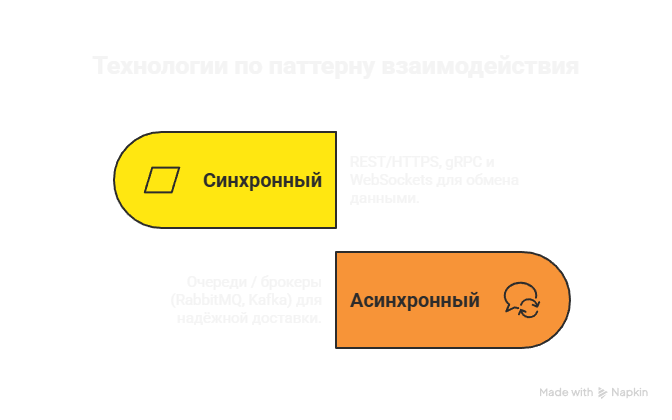 Технологии по паттерну взаимодействия
Синхронный
REST/HTTPS, gRPC и
WebSockets для обмена
данными.
Очереди / брокеры
(RabbitMQ, Kafka) для
надёжной доставки.
Асинхронный
Made with Napkin